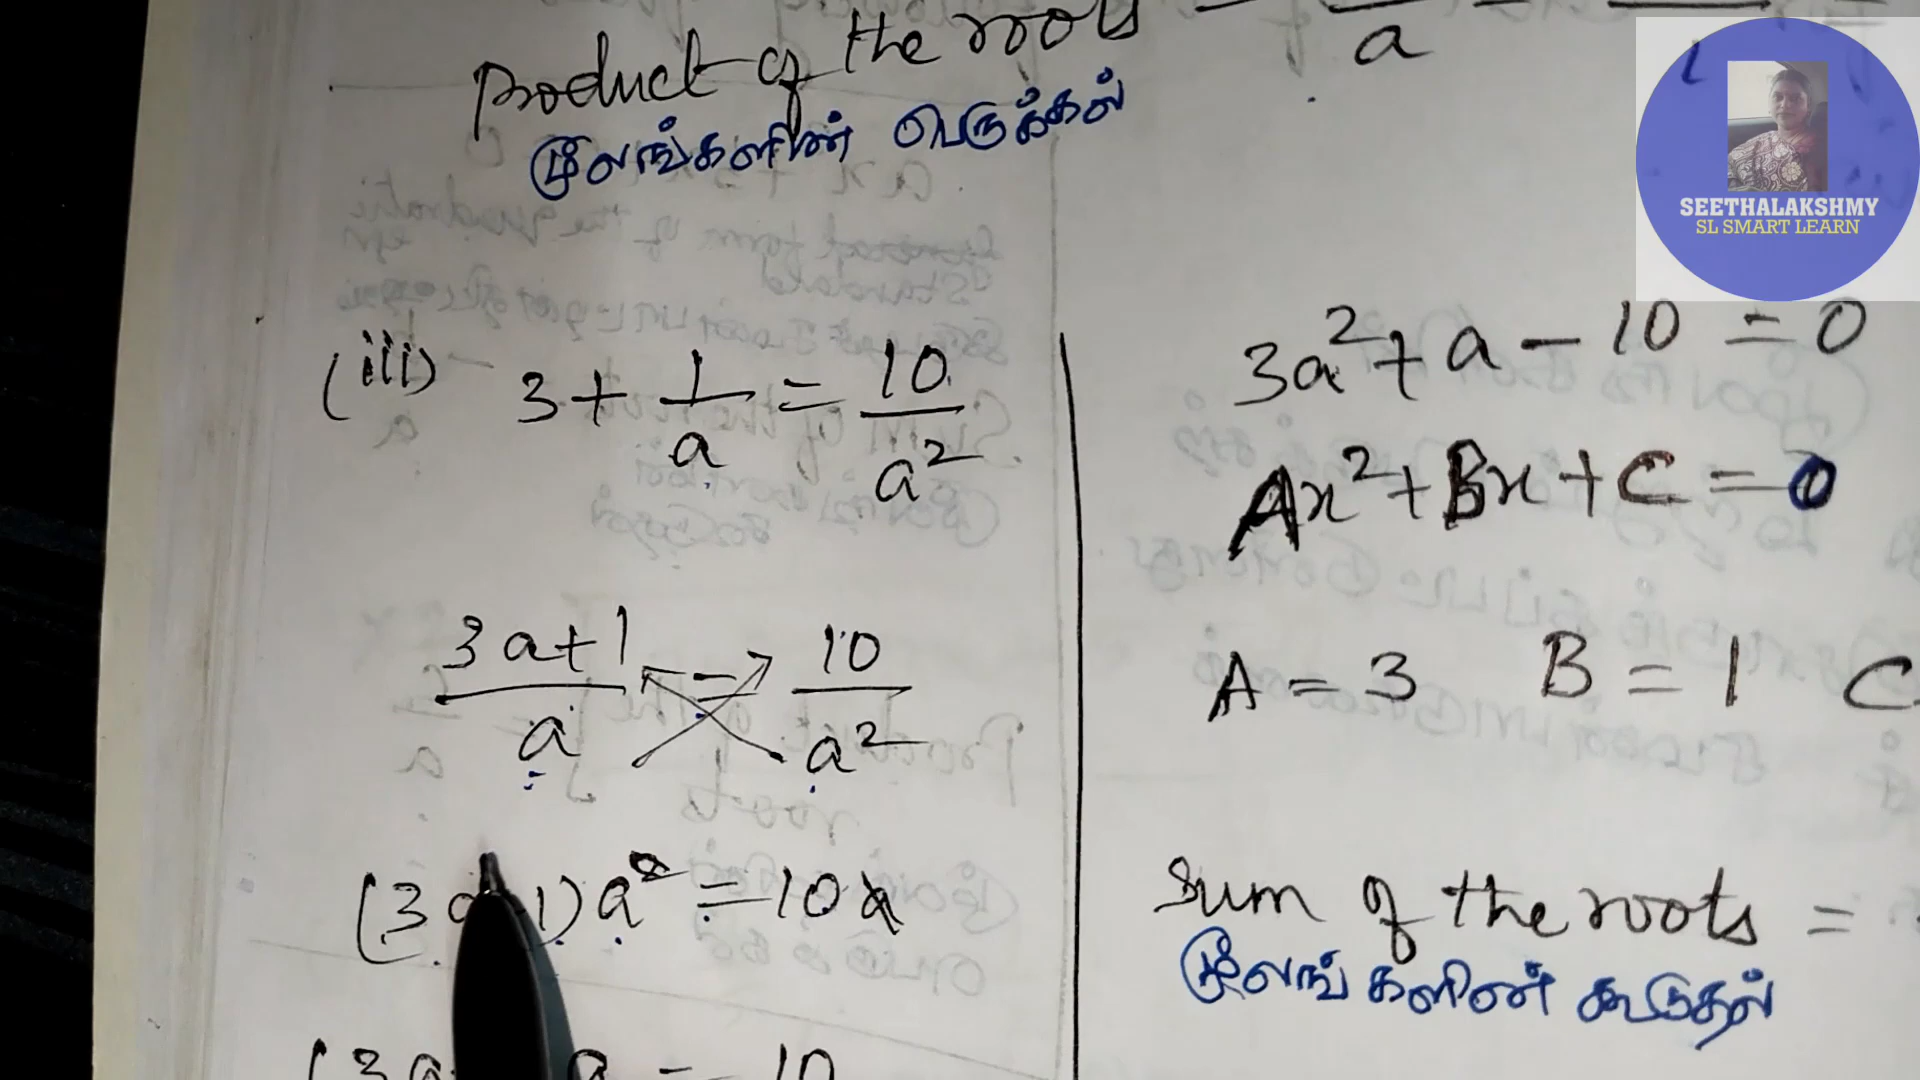 product of the roots = — = —
a 1
மூலங்களின் பெருக்கல்
(iii) 3 + 1/a = 10/a²
3a+1/a = 10/a²
a² = 10a
= 10
3a² + a - 10 = 0
Ax² + Bx + C = 0
A = 3 B = 1 C
Sum of the roots =
மூலங்களின் கூடுதல்
SEETHALAKSHMY
SL SMART LEARN